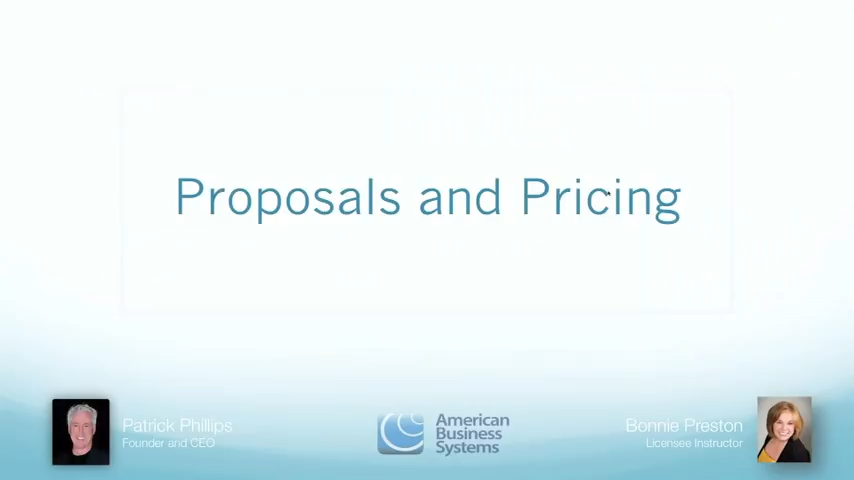 Proposals and Pricing
Patrick Phillips
Founder and CEO
American
Business
Systems
Bonnie Preston
Licensee Instructor